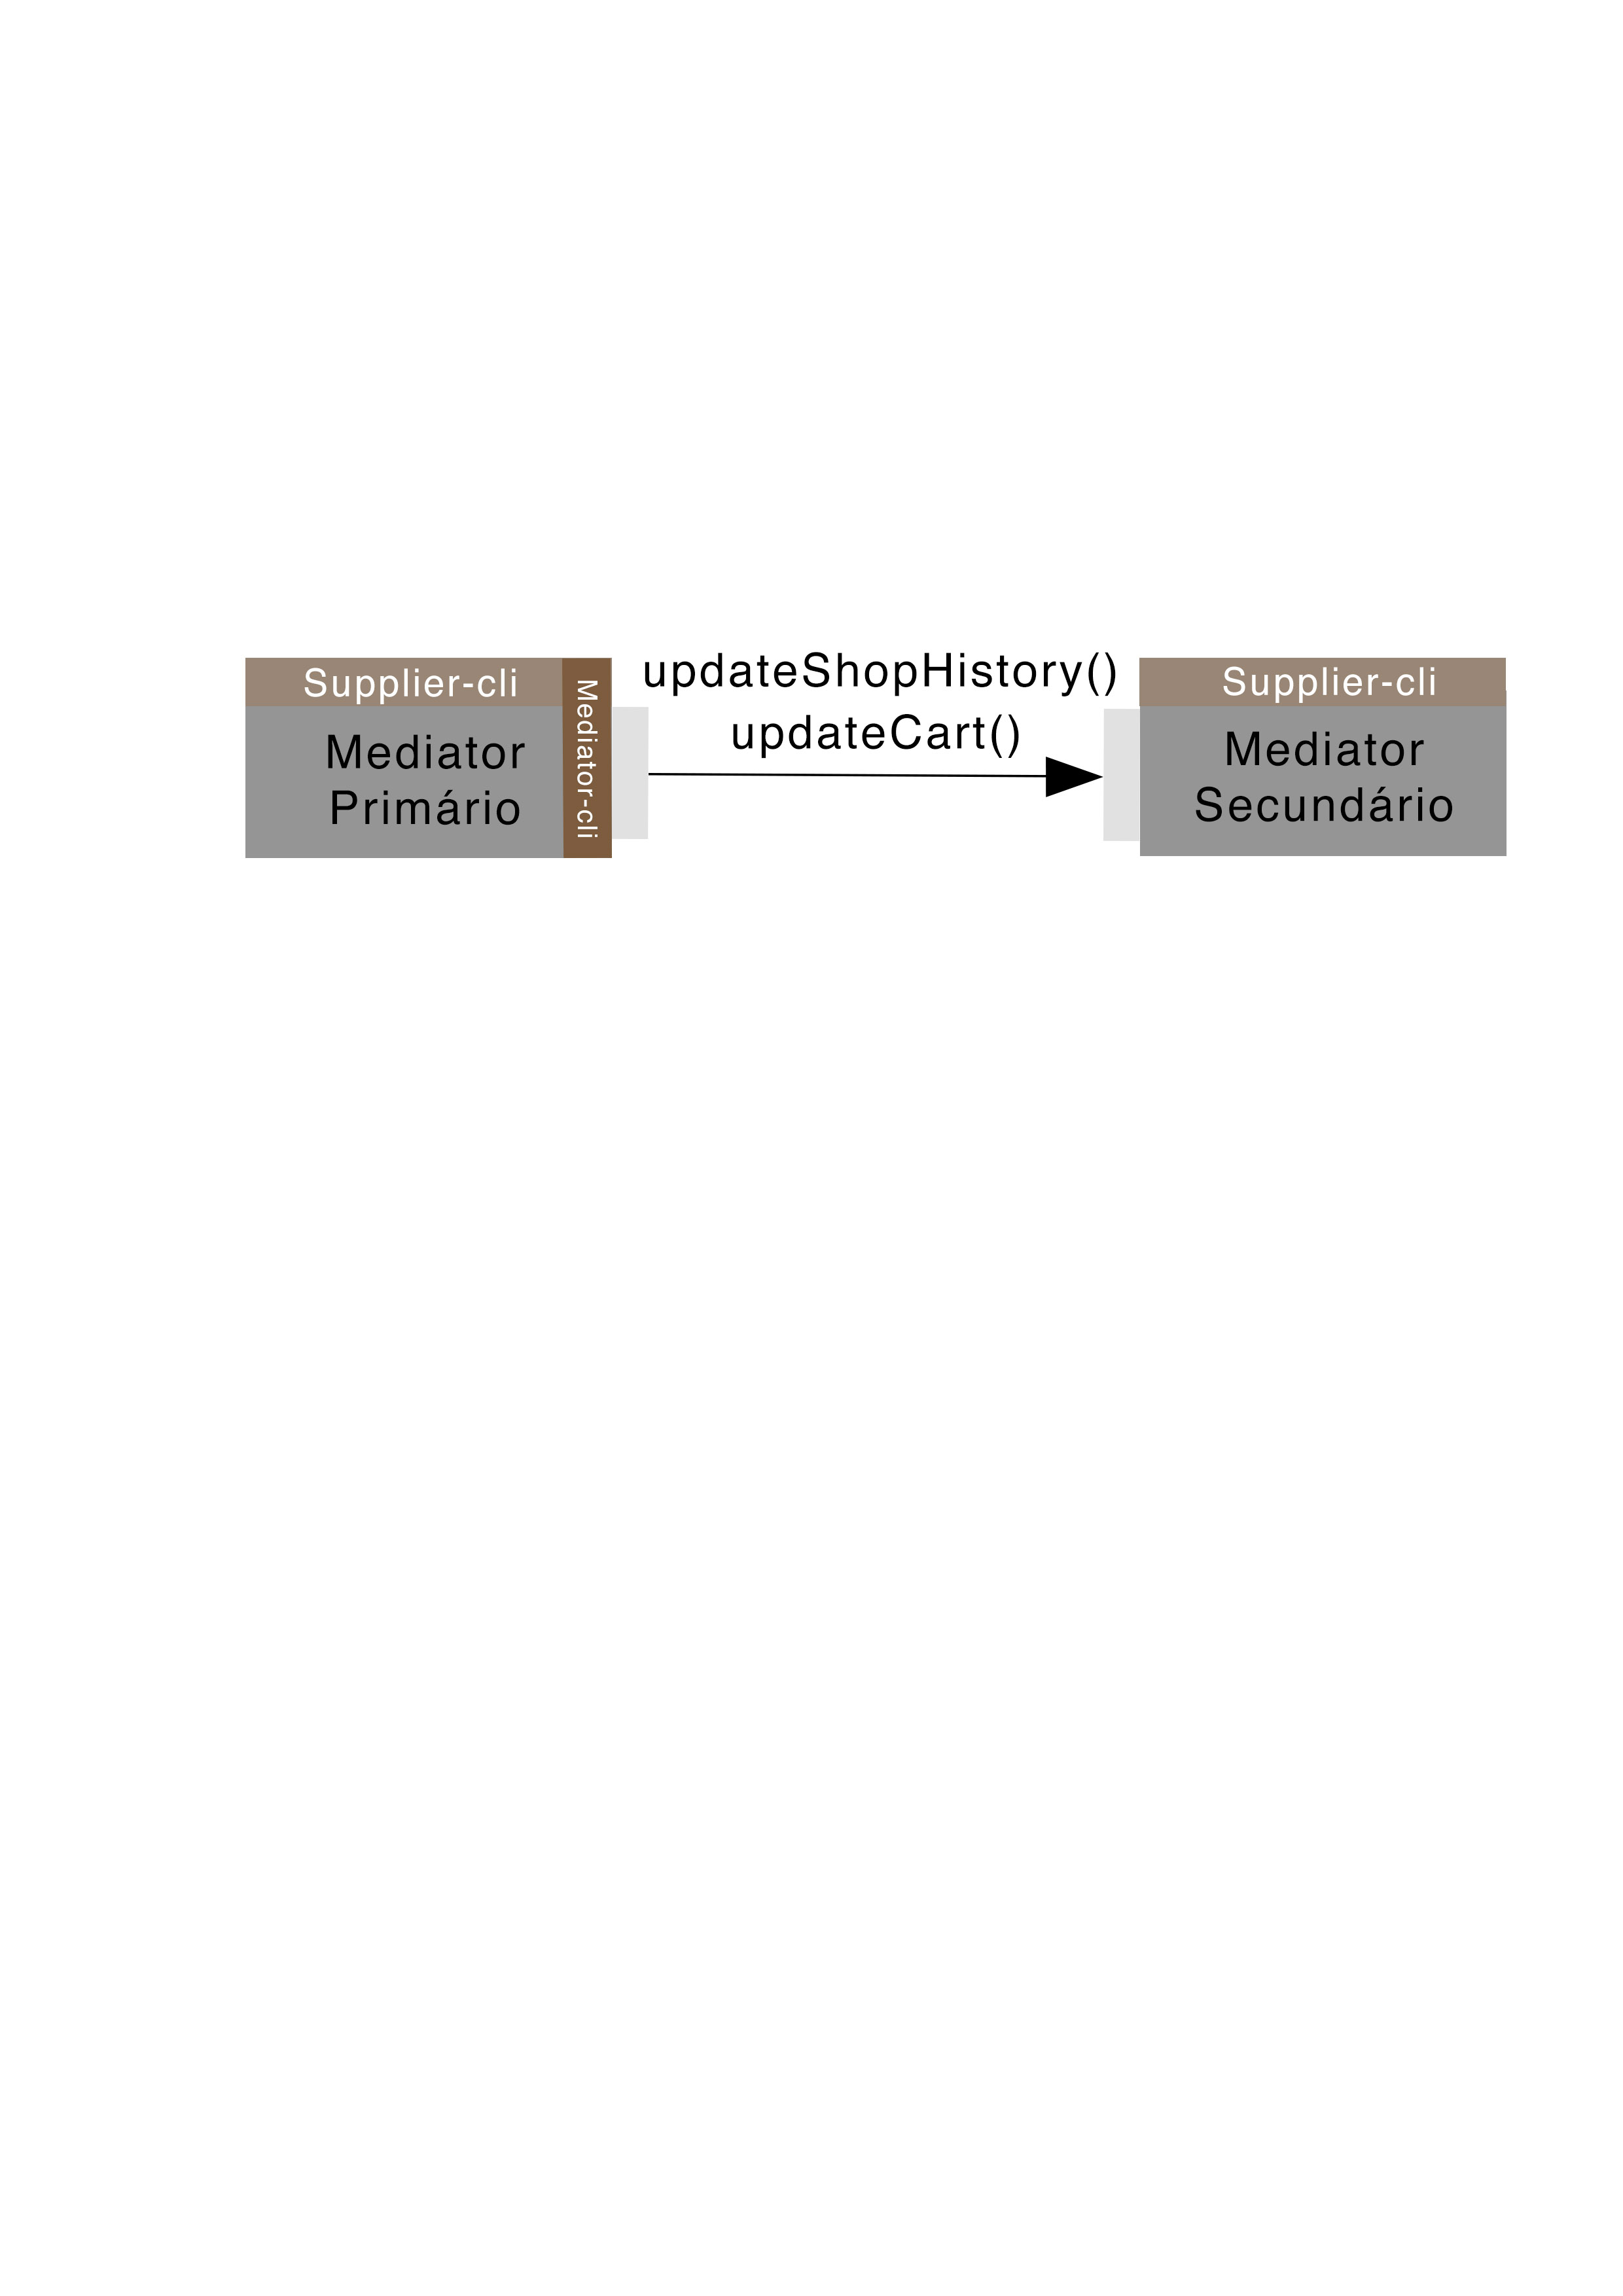 Supplier-cli
Mediator
Primário
Mediator-cli
updateShopHistory()
updateCart()
Supplier-cli
Mediator
Secundário